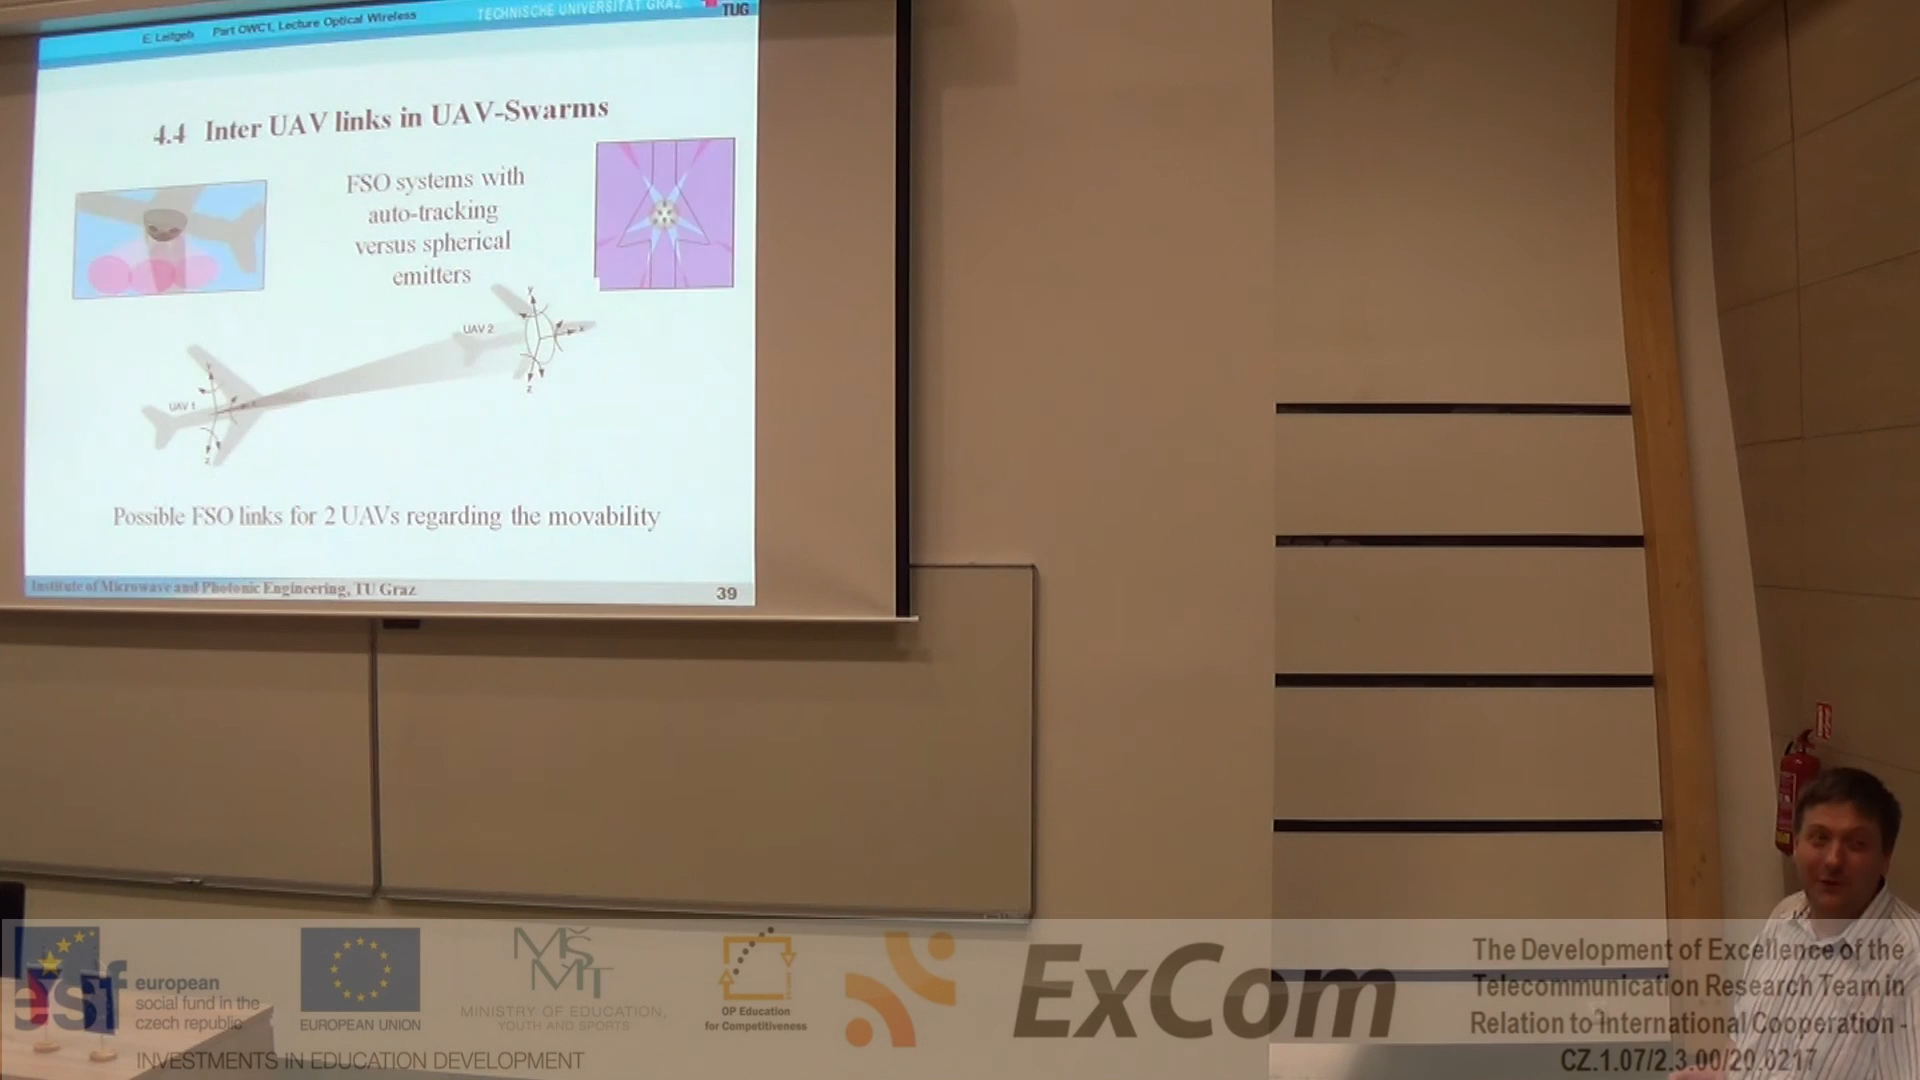 E. Leitgeb Part OWC1, Lecture Optical Wireless
TECHNISCHE UNIVERSITÄT GRAZ
TUG
4.4 Inter UAV links in UAV-Swarms
FSO systems with
auto-tracking
versus spherical
emitters
UAV 2
y
x
z
UAV 1
y
x
z
Possible FSO links for 2 UAVs regarding the movability
Institute of Microwave and Photonic Engineering, TU Graz
39
esf
european
social fund in the
czech republic
EUROPEAN UNION
MŠMT
MINISTRY OF EDUCATION,
YOUTH AND SPORTS
OP Education
for Competitiveness
INVESTMENTS IN EDUCATION DEVELOPMENT
ExCom
The Development of Excellence of the
Telecommunication Research Team in
Relation to International Cooperation -
CZ.1.07/2.3.00/20.0217